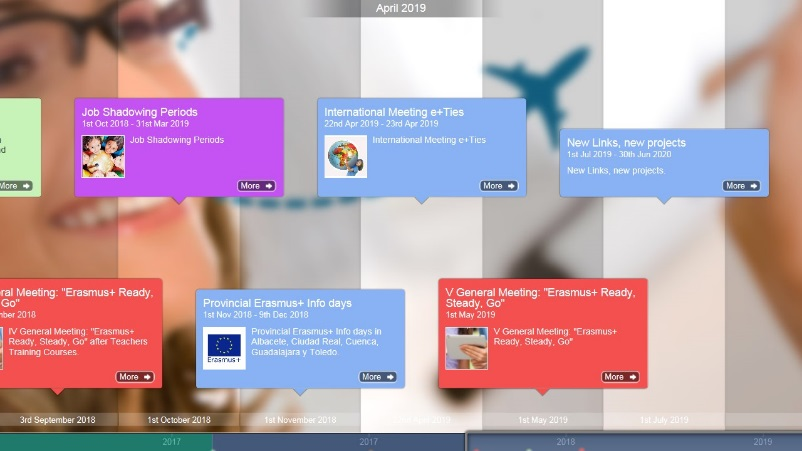 April 2019
Job Shadowing Periods
1st Oct 2018 - 31st Mar 2019
Job Shadowing Periods
More
International Meeting e+Ties
22nd Apr 2019 - 23rd Apr 2019
International Meeting e+Ties
More
New Links, new projects
1st Jul 2019 - 30th Jun 2020
New Links, new projects.
More
More
eral Meeting: "Erasmus+ Ready,
Go"
mber 2018
IV General Meeting: "Erasmus+
Ready, Steady, Go" after Teachers
Training Courses.
More
Provincial Erasmus+ Info days
1st Nov 2018 - 9th Dec 2018
Erasmus+
Provincial Erasmus+ Info days in
Albacete, Ciudad Real, Cuenca,
Guadalajara y Toledo.
More
V General Meeting: "Erasmus+ Ready,
Steady, Go"
1st May 2019
V General Meeting: "Erasmus+
Ready, Steady, Go"
More
3rd September 2018
1st October 2018
1st November 2018
1st May 2019
1st July 2019
2017
2017
2018
2019